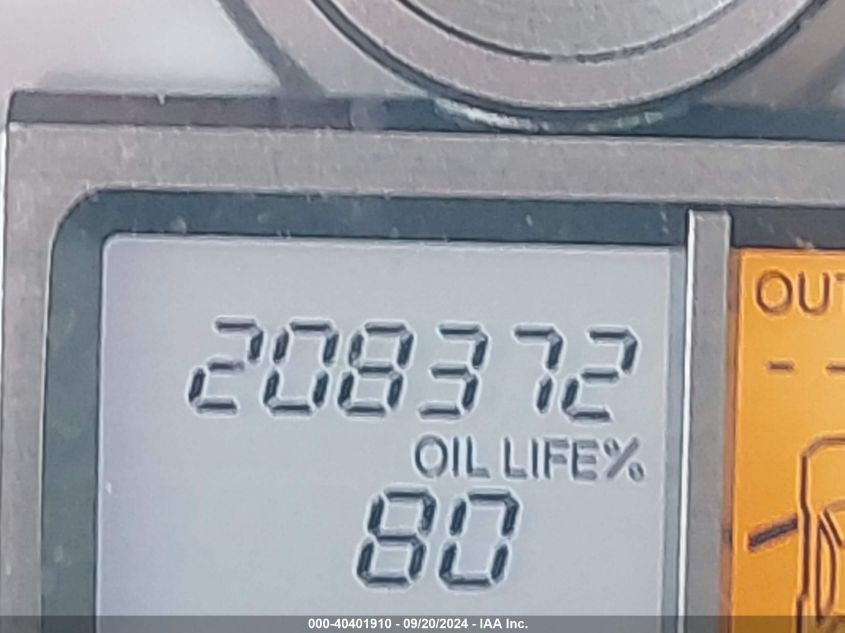 208372
OUT
OIL LIFE%
80
000-40401910 - 09/20/2024 - IAA Inc.